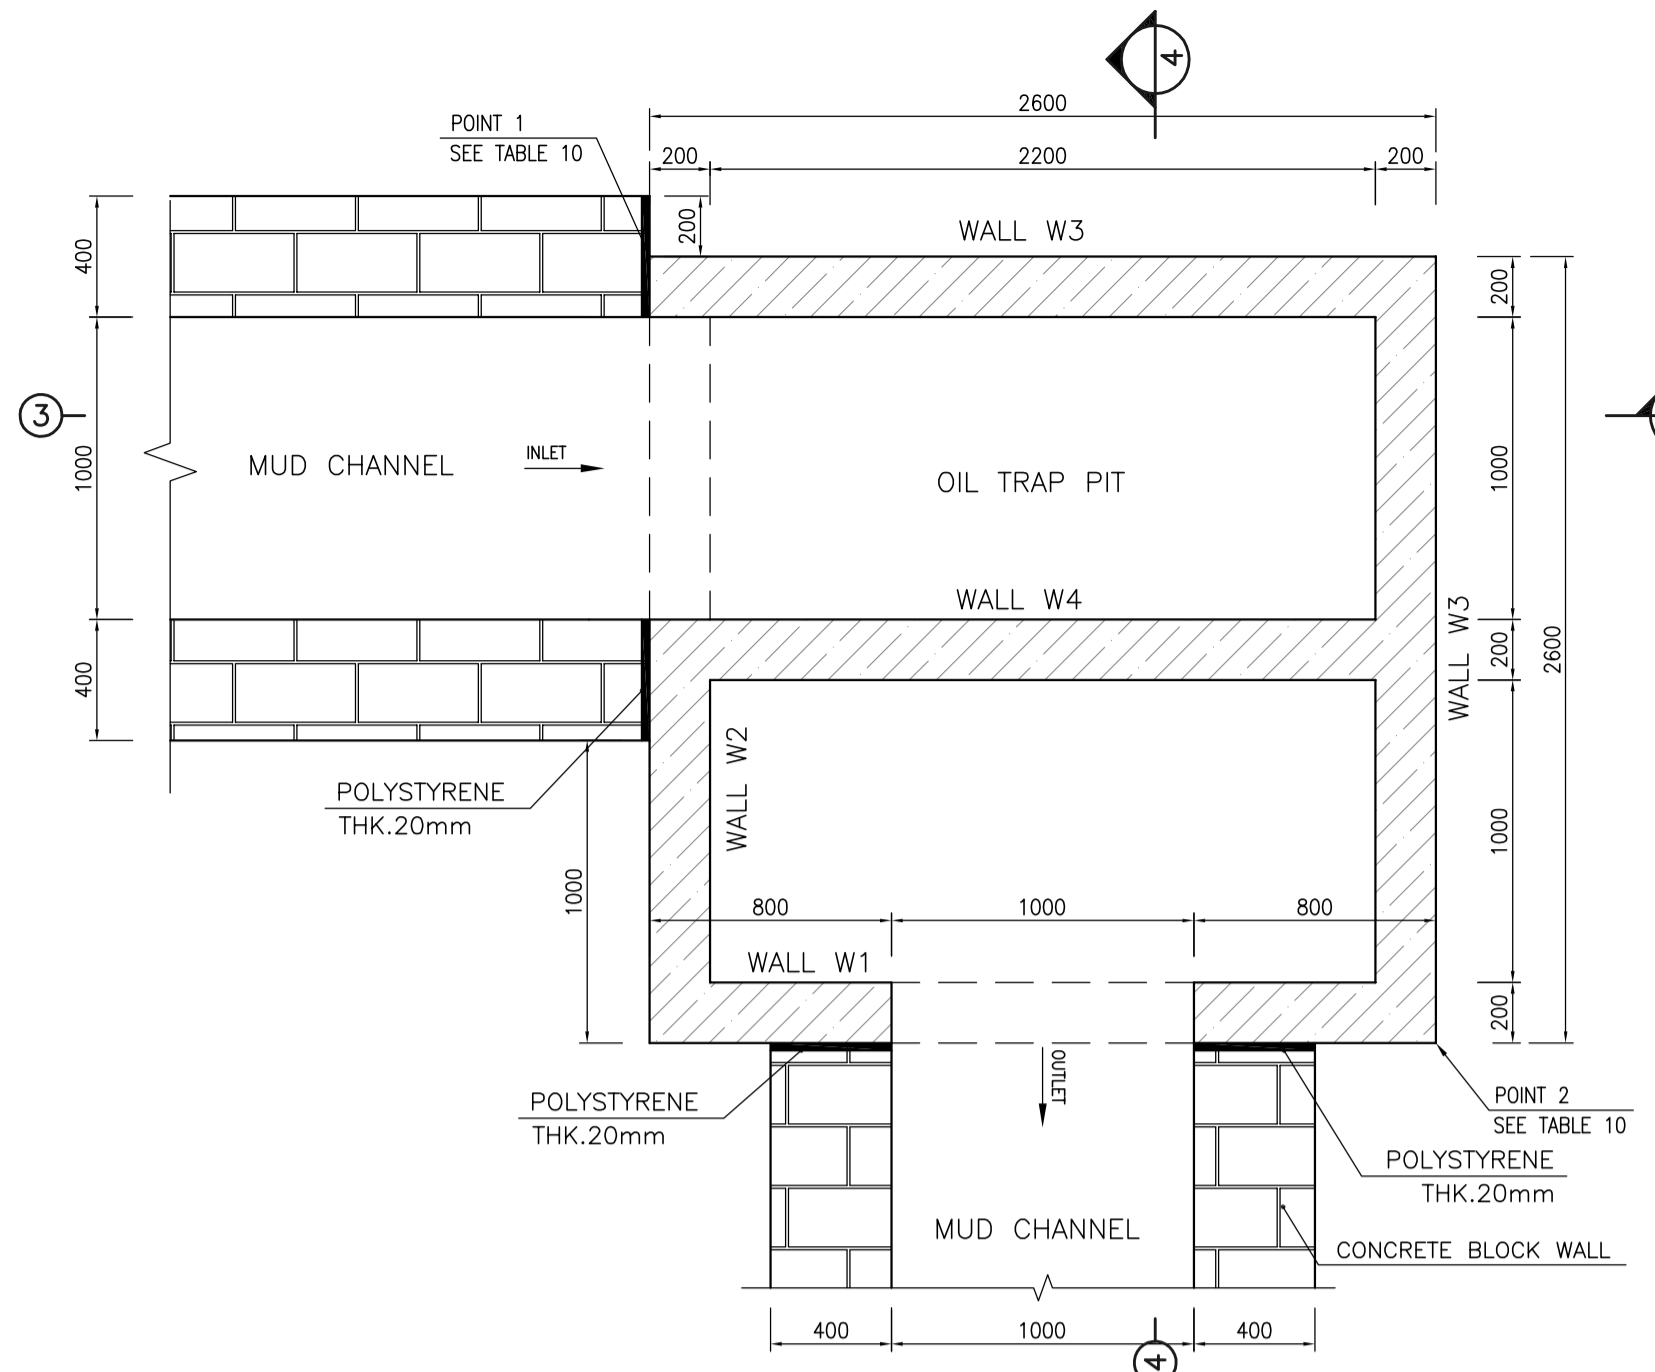 4
2600
POINT 1
SEE TABLE 10
200
2200
200
200
WALL W3
400
200
3
1000
MUD CHANNEL
INLET
OIL TRAP PIT
1000
WALL W4
400
200
WALL W3
2600
WALL W2
POLYSTYRENE
THK.20mm
1000
1000
800
1000
800
WALL W1
200
OUTLET
POLYSTYRENE
THK.20mm
POINT 2
SEE TABLE 10
POLYSTYRENE
THK.20mm
MUD CHANNEL
CONCRETE BLOCK WALL
400
1000
400
4